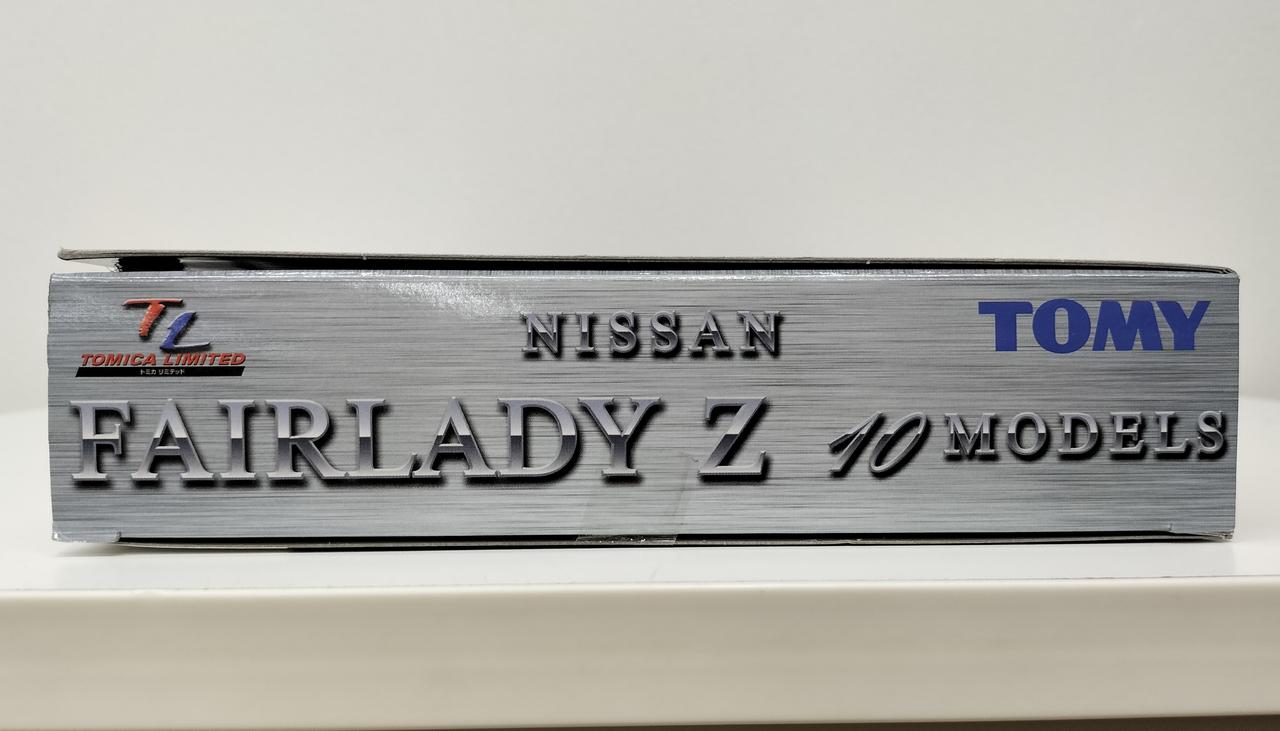 TL
TOMICA LIMITED
トミカ リミテッド
NISSAN
TOMY
FAIRLADY Z 10 MODELS